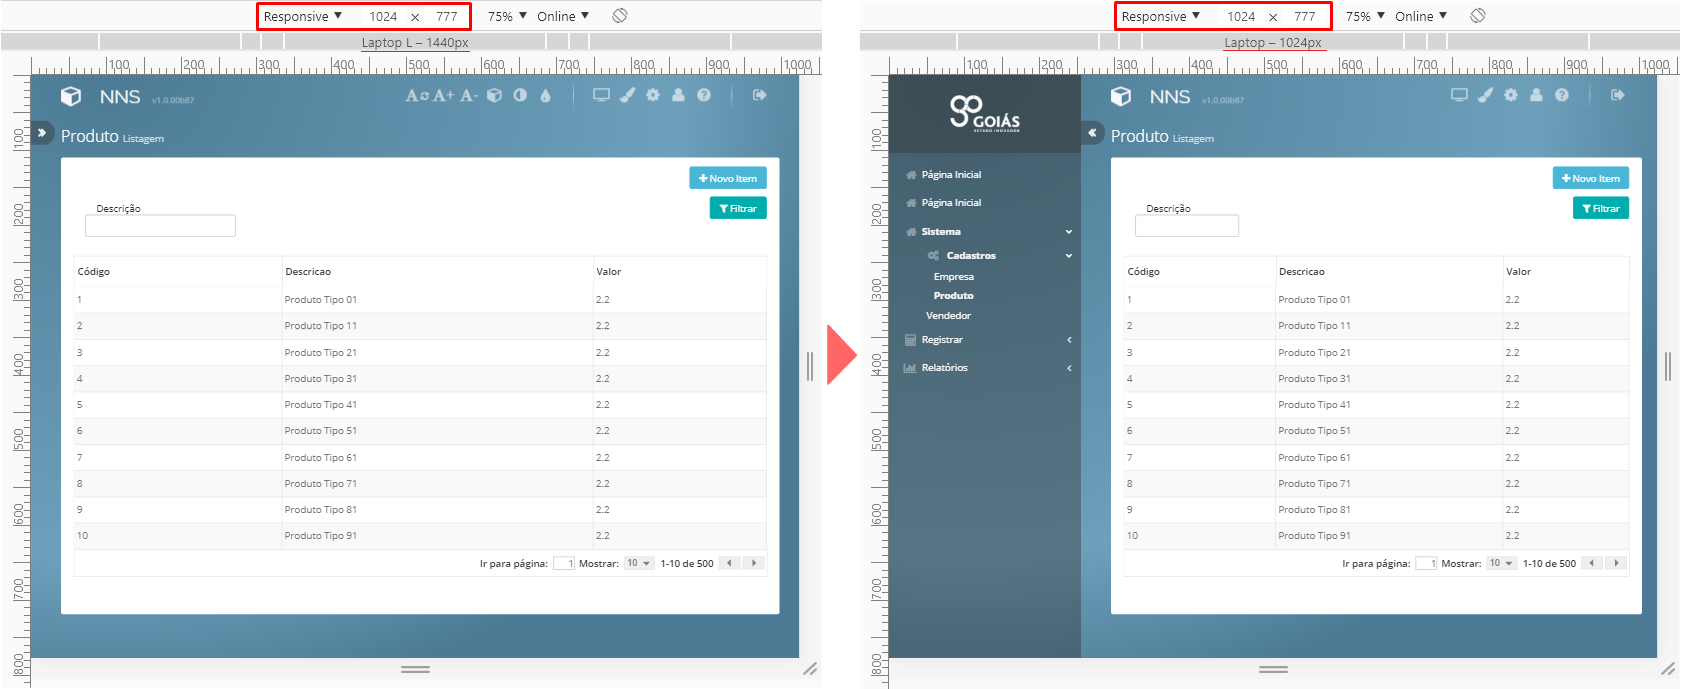 Responsive ▼ 1024 × 777 75% ▼ Online ▼
Laptop L – 1440px
100 200 300 400 500 600 700 800 900 1000
NNS v1.0.00b87
A A+ A-
Produto Listagem
+ Novo Item
Filtrar
Descrição
Código Descricao Valor
1 Produto Tipo 01 2.2
2 Produto Tipo 11 2.2
3 Produto Tipo 21 2.2
4 Produto Tipo 31 2.2
5 Produto Tipo 41 2.2
6 Produto Tipo 51 2.2
7 Produto Tipo 61 2.2
8 Produto Tipo 71 2.2
9 Produto Tipo 81 2.2
10 Produto Tipo 91 2.2
Ir para página: 1 Mostrar: 10 1-10 de 500
100
200
300
400
500
600
700
800
Responsive ▼ 1024 × 777 75% ▼ Online ▼
Laptop – 1024px
100 200 300 400 500 600 700 800 900 1000
GOIÁS
ESTADO INOVADOR
Página Inicial
Página Inicial
Sistema
Cadastros
Empresa
Produto
Vendedor
Registrar
Relatórios
NNS v1.0.00b87
Produto Listagem
+ Novo Item
Filtrar
Descrição
Código Descricao Valor
1 Produto Tipo 01 2.2
2 Produto Tipo 11 2.2
3 Produto Tipo 21 2.2
4 Produto Tipo 31 2.2
5 Produto Tipo 41 2.2
6 Produto Tipo 51 2.2
7 Produto Tipo 61 2.2
8 Produto Tipo 71 2.2
9 Produto Tipo 81 2.2
10 Produto Tipo 91 2.2
Ir para página: 1 Mostrar: 10 1-10 de 500
100
200
300
400
500
600
700
800